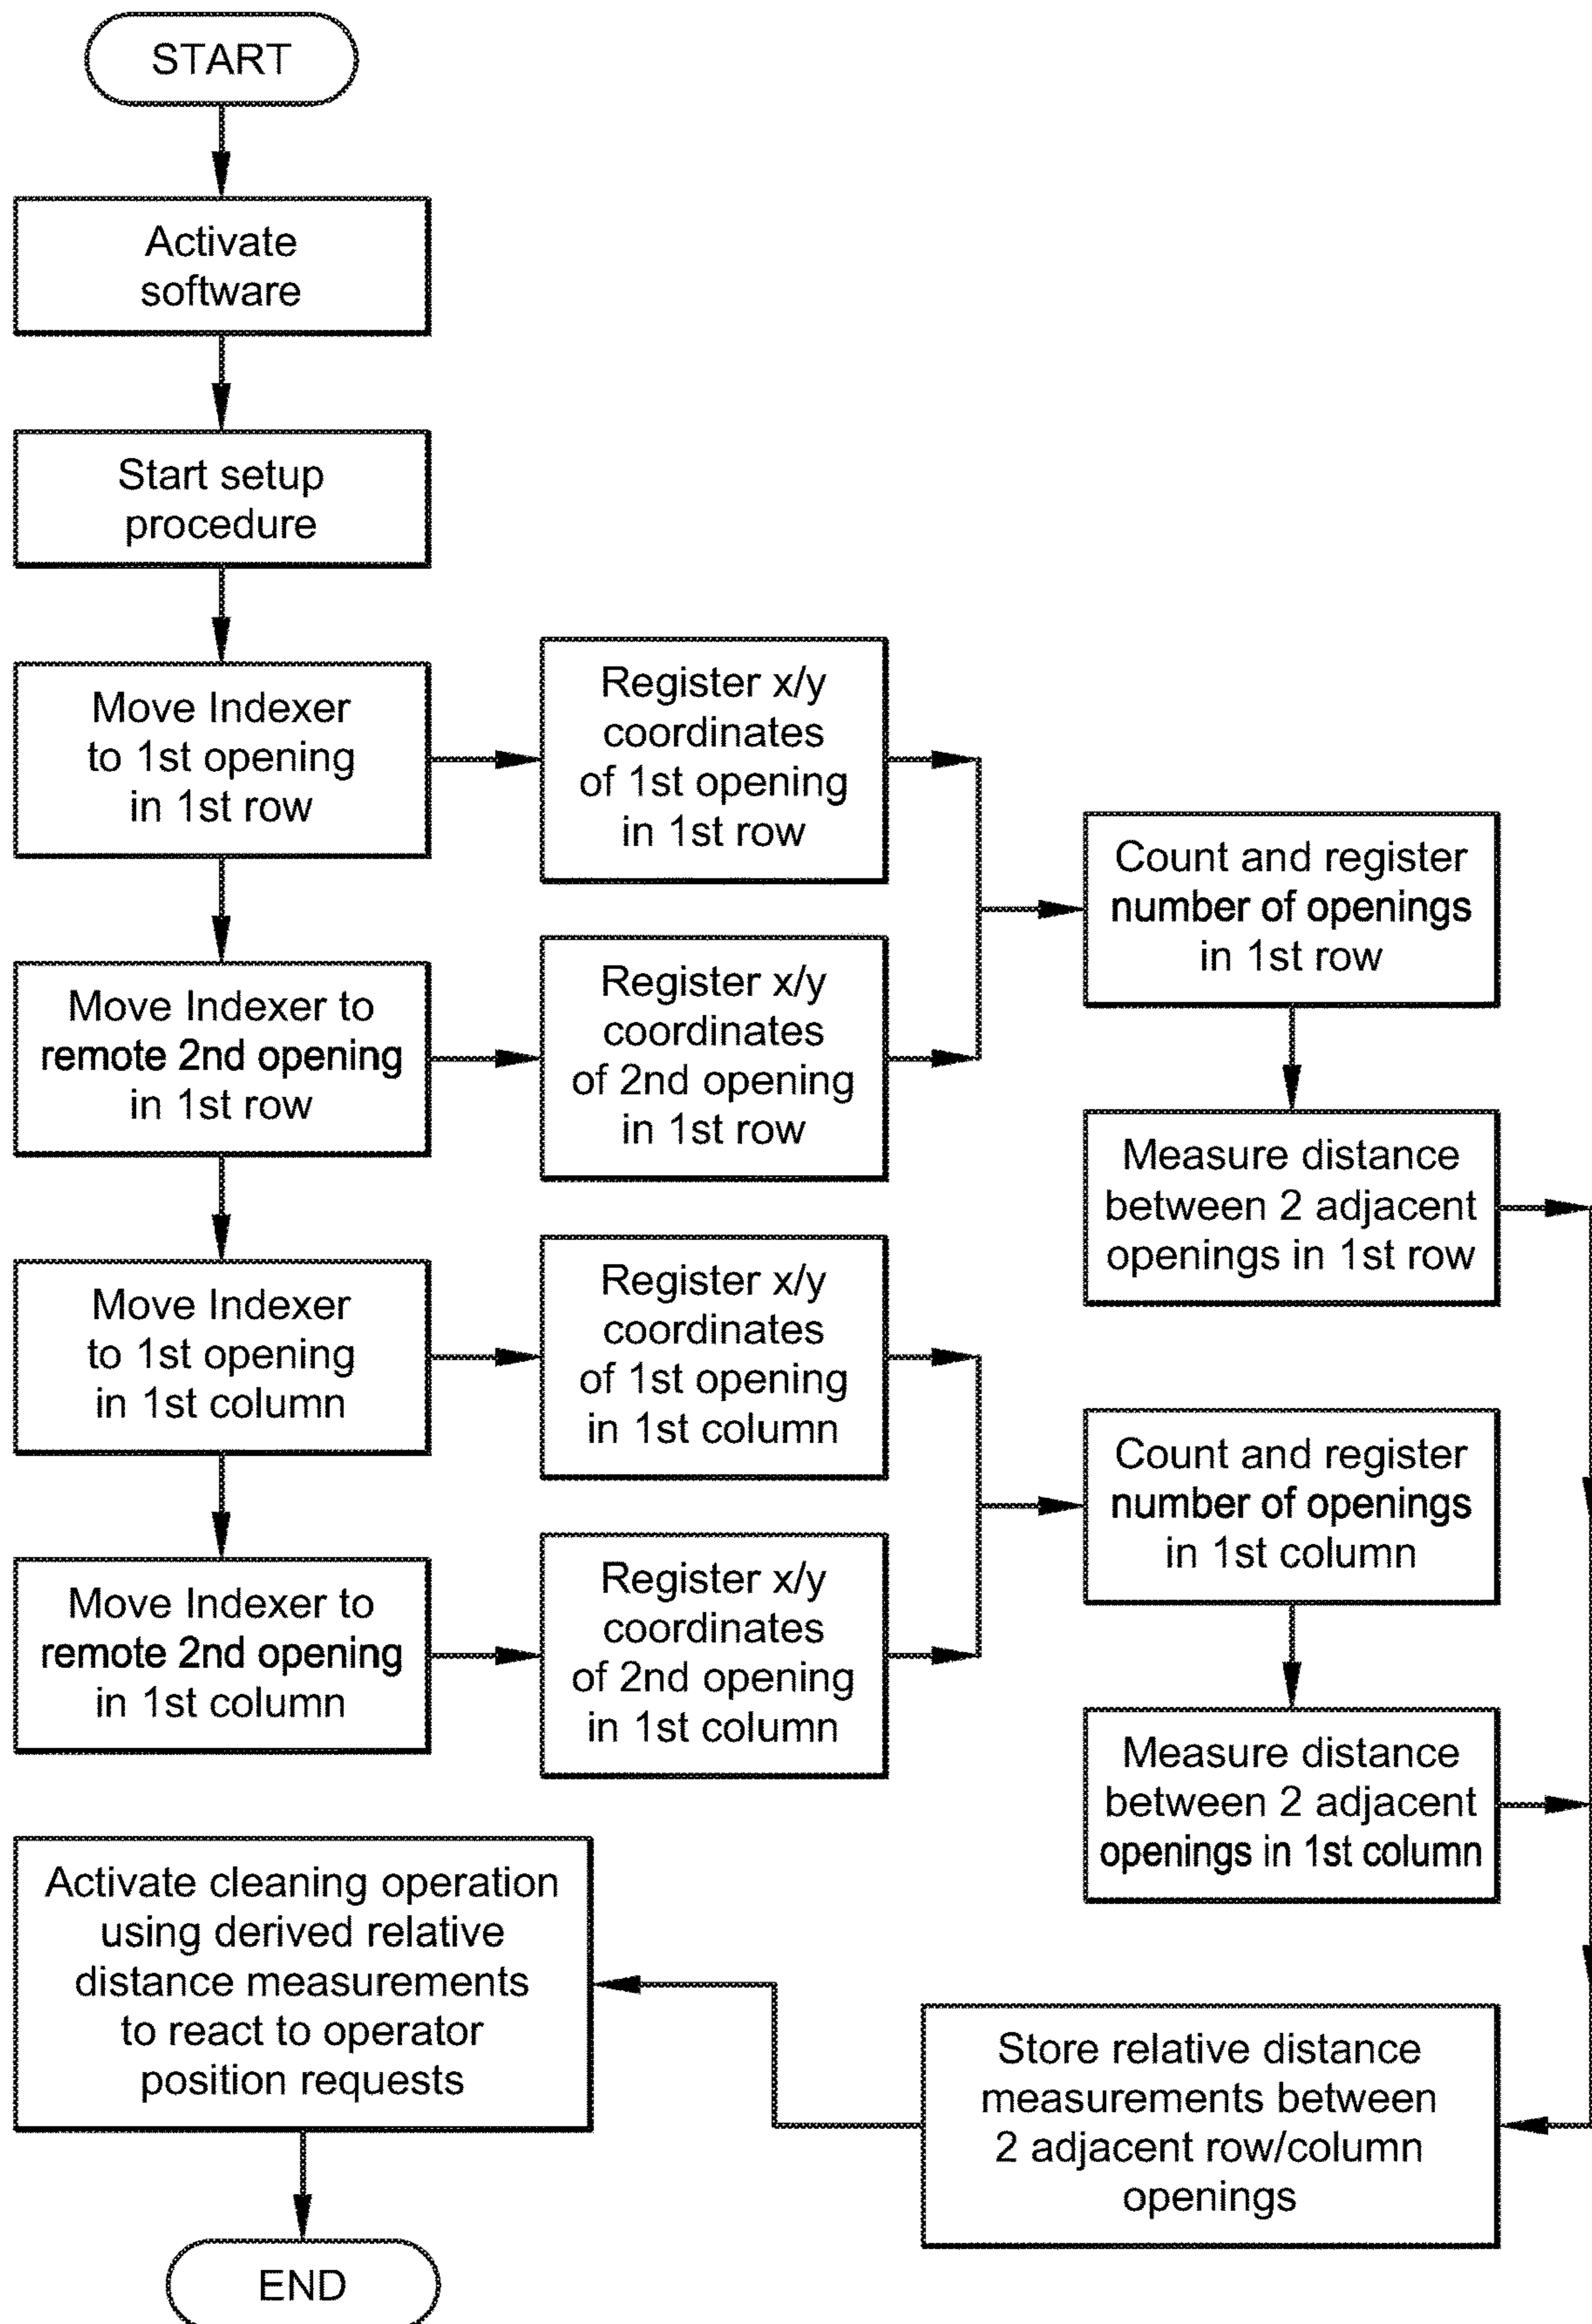 START
Activate
software
Start setup
procedure
Move Indexer
to 1st opening
in 1st row
Register x/y
coordinates
of 1st opening
in 1st row
Move Indexer to
remote 2nd opening
in 1st row
Register x/y
coordinates
of 2nd opening
in 1st row
Count and register
number of openings
in 1st row
Measure distance
between 2 adjacent
openings in 1st row
Move Indexer
to 1st opening
in 1st column
Register x/y
coordinates
of 1st opening
in 1st column
Move Indexer to
remote 2nd opening
in 1st column
Register x/y
coordinates
of 2nd opening
in 1st column
Count and register
number of openings
in 1st column
Measure distance
between 2 adjacent
openings in 1st column
Store relative distance
measurements between
2 adjacent row/column
openings
Activate cleaning operation
using derived relative
distance measurements
to react to operator
position requests
END